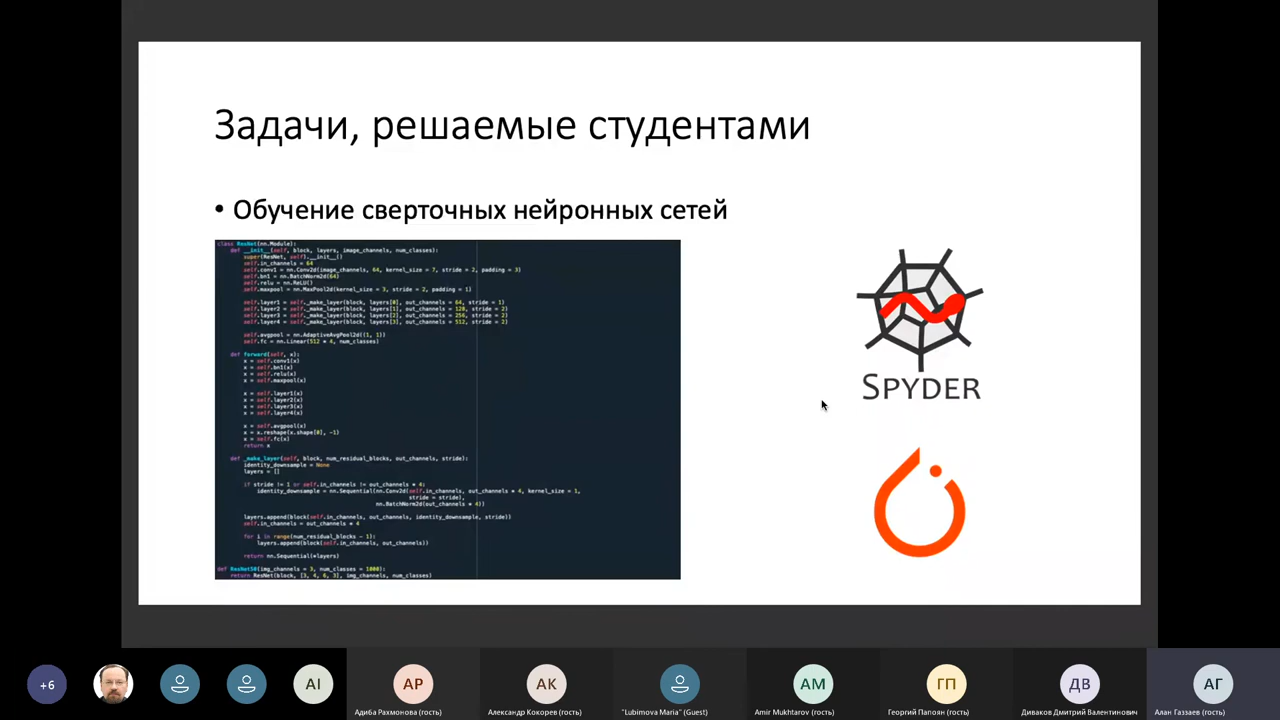 Задачи, решаемые студентами
• Обучение сверточных нейронных сетей
class ResNet(nn.Module):
def __init__(self, block, layers, image_channels, num_classes):
super(ResNet, self).__init__()
self.in_channels = 64
self.conv1 = nn.Conv2d(image_channels, 64, kernel_size = 7, stride = 2, padding = 3)
self.bn1 = nn.BatchNorm2d(64)
self.relu = nn.ReLU()
self.maxpool = nn.MaxPool2d(kernel_size = 3, stride = 2, padding = 1)
self.layer1 = self._make_layer(block, layers[0], out_channels = 64, stride = 1)
self.layer2 = self._make_layer(block, layers[1], out_channels = 128, stride = 2)
self.layer3 = self._make_layer(block, layers[2], out_channels = 256, stride = 2)
self.layer4 = self._make_layer(block, layers[3], out_channels = 512, stride = 2)
self.avgpool = nn.AdaptiveAvgPool2d((1, 1))
self.fc = nn.Linear(512 * 4, num_classes)
def forward(self, x):
x = self.conv1(x)
x = self.bn1(x)
x = self.relu(x)
x = self.maxpool(x)
x = self.layer1(x)
x = self.layer2(x)
x = self.layer3(x)
x = self.layer4(x)
x = self.avgpool(x)
x = x.reshape(x.shape[0], -1)
x = self.fc(x)
return x
def _make_layer(self, block, num_residual_blocks, out_channels, stride):
identity_downsample = None
layers = []
if stride != 1 or self.in_channels != out_channels * 4:
identity_downsample = nn.Sequential(nn.Conv2d(self.in_channels, out_channels * 4, kernel_size = 1,
stride = stride),
nn.BatchNorm2d(out_channels * 4))
layers.append(block(self.in_channels, out_channels, identity_downsample, stride))
self.in_channels = out_channels * 4
for i in range(num_residual_blocks - 1):
layers.append(block(self.in_channels, out_channels))
return nn.Sequential(*layers)
def ResNet50(img_channels = 3, num_classes = 1000):
return ResNet(block, [3, 4, 6, 3], img_channels, num_classes)
SPYDER
+6
AI
АР
АК
AM
ГП
ДВ
АГ
Адиба Рахмонова (гость)
Александр Кокорев (гость)
"Lubimova Maria" (Guest)
Amir Mukhtarov (гость)
Георгий Папоян (гость)
Диваков Дмитрий Валентинович
Алан Газзаев (гость)